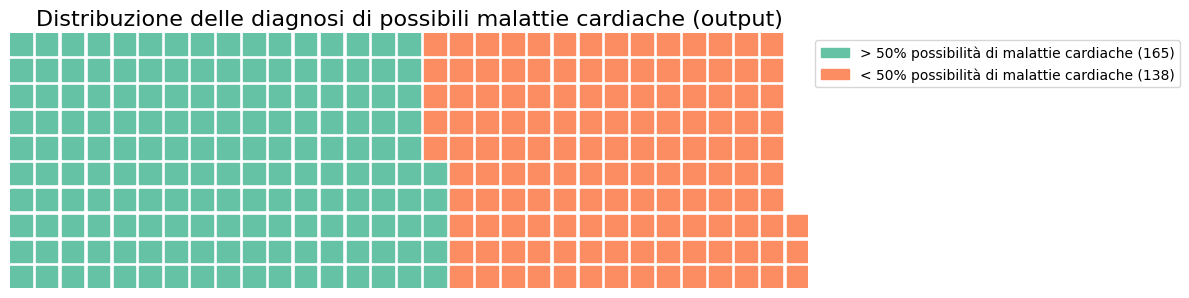 Distribuzione delle diagnosi di possibili malattie cardiache (output)
> 50% possibilità di malattie cardiache (165)
< 50% possibilità di malattie cardiache (138)